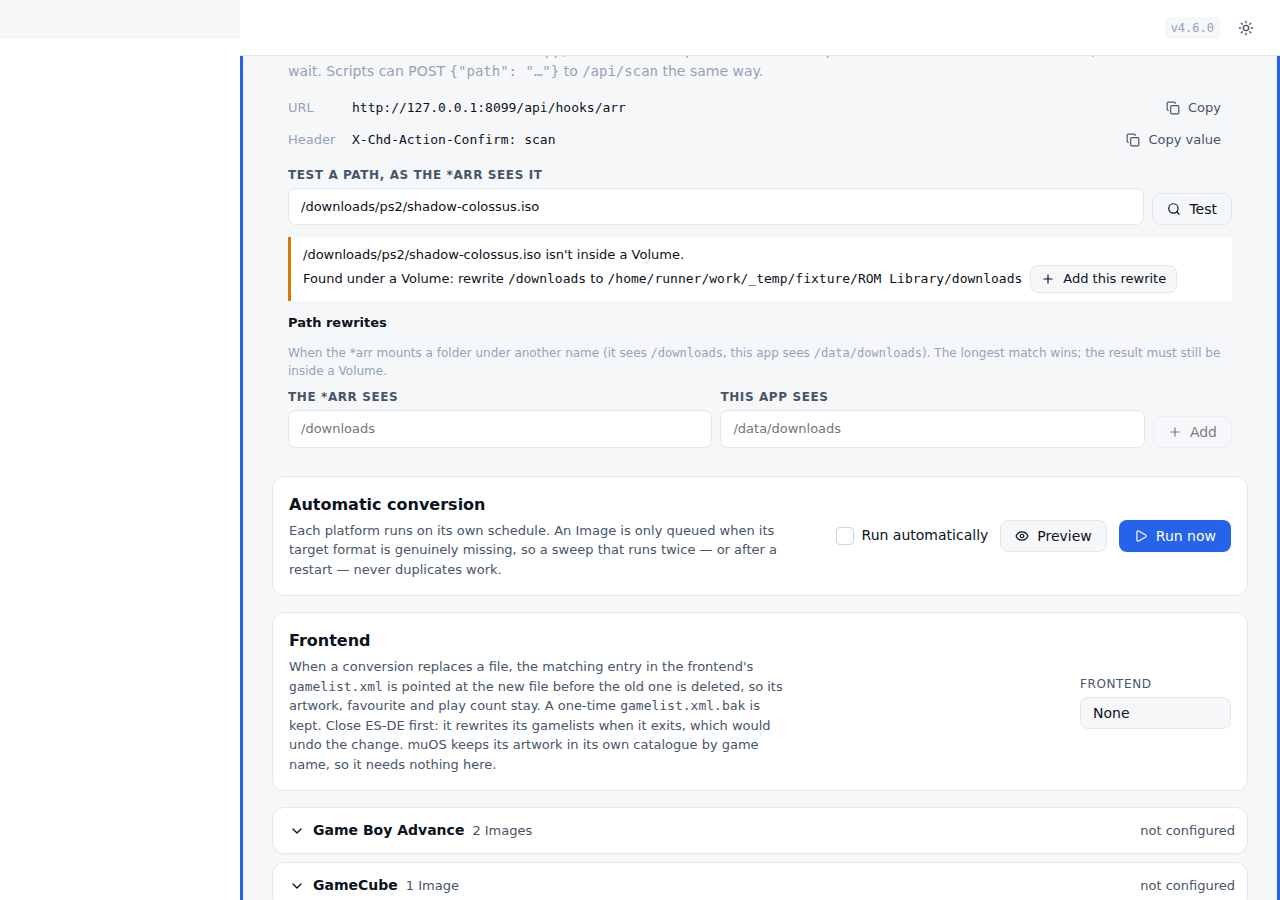 v4.6.0
wait. Scripts can POST {"path": "…"} to /api/scan the same way.
URL http://127.0.0.1:8099/api/hooks/arr Copy
Header X-Chd-Action-Confirm: scan Copy value
TEST A PATH, AS THE *ARR SEES IT
/downloads/ps2/shadow-colossus.iso Test
/downloads/ps2/shadow-colossus.iso isn't inside a Volume.
Found under a Volume: rewrite /downloads to /home/runner/work/_temp/fixture/ROM Library/downloads Add this rewrite
Path rewrites
When the *arr mounts a folder under another name (it sees /downloads, this app sees /data/downloads). The longest match wins; the result must still be
inside a Volume.
THE *ARR SEES THIS APP SEES
/downloads /data/downloads Add
Automatic conversion
Each platform runs on its own schedule. An Image is only queued when its
target format is genuinely missing, so a sweep that runs twice — or after a
restart — never duplicates work.
Run automatically Preview Run now
Frontend
When a conversion replaces a file, the matching entry in the frontend's
gamelist.xml is pointed at the new file before the old one is deleted, so its
artwork, favourite and play count stay. A one-time gamelist.xml.bak is
kept. Close ES-DE first: it rewrites its gamelists when it exits, which would
undo the change. muOS keeps its artwork in its own catalogue by game
name, so it needs nothing here.
FRONTEND
None
Game Boy Advance 2 Images not configured
GameCube 1 Image not configured